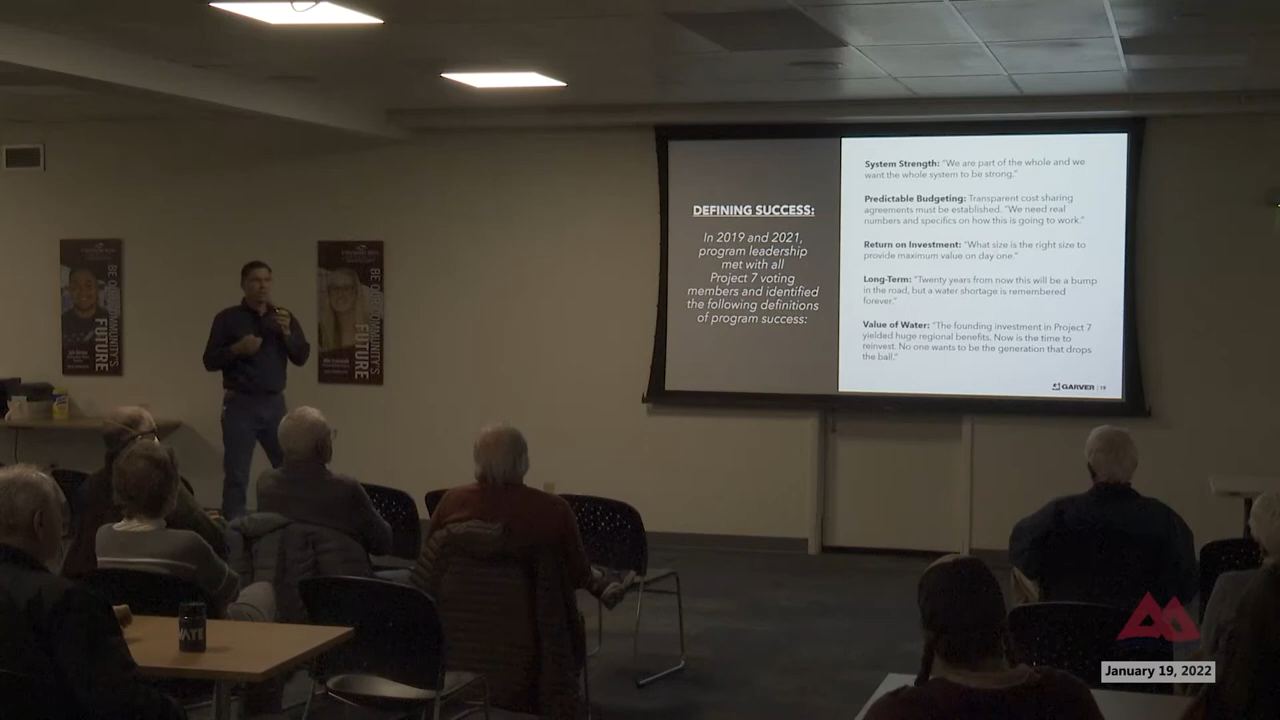 DEFINING SUCCESS:
In 2019 and 2021,
program leadership
met with all
Project 7 voting
members and identified
the following definitions
of program success:
System Strength: “We are part of the whole and we
want the whole system to be strong.”
Predictable Budgeting: Transparent cost sharing
agreements must be established. “We need real
numbers and specifics on how this is going to work.”
Return on Investment: “What size is the right size to
provide maximum value on day one.”
Long-Term: “Twenty years from now this will be a bump
in the road, but a water shortage is remembered
forever.”
Value of Water: “The founding investment in Project 7
yielded huge regional benefits. Now is the time to
reinvest. No one wants to be the generation that drops
the ball.”
GARVER | 19
BE OUR COMMUNITY'S
FUTURE
BE OUR COMMUNITY'S
FUTURE
January 19, 2022